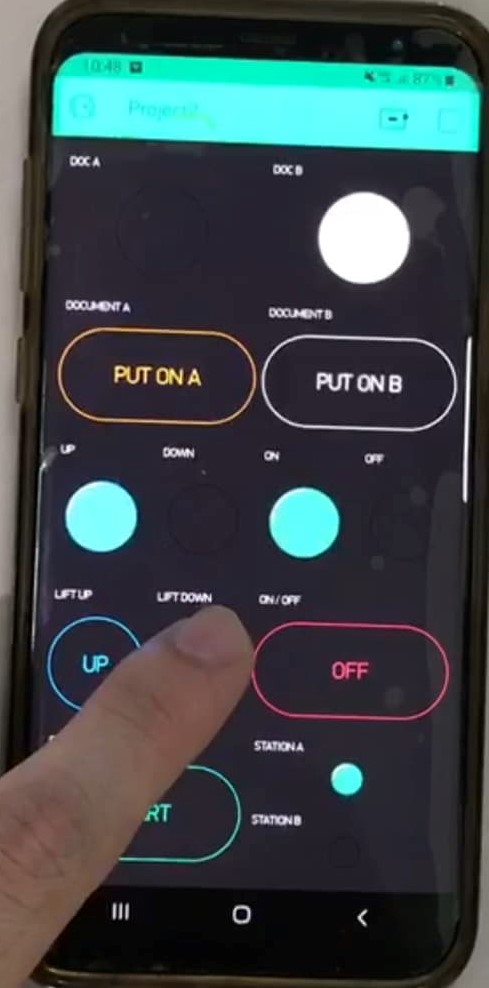 10:48
87%
Project2
DOC A
DOC B
DOCUMENT A
DOCUMENT B
PUT ON A
PUT ON B
UP
DOWN
ON
OFF
LIFT UP
LIFT DOWN
ON / OFF
UP
OFF
STATION A
RT
STATION B